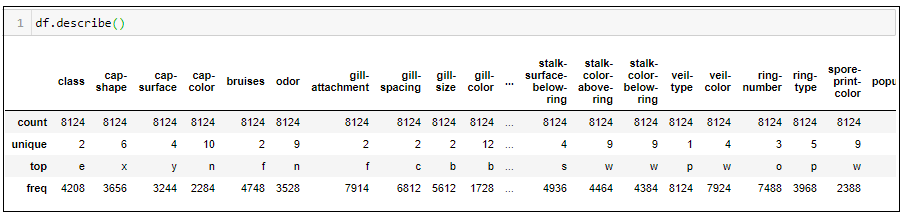 1 df.describe()
class cap-shape cap-surface cap-color bruises odor gill-attachment gill-spacing gill-size gill-color ... stalk-surface-below-ring stalk-color-above-ring stalk-color-below-ring veil-type veil-color ring-number ring-type spore-print-color popu
count 8124 8124 8124 8124 8124 8124 8124 8124 8124 8124 ... 8124 8124 8124 8124 8124 8124 8124 8124
unique 2 6 4 10 2 9 2 2 2 12 ... 4 9 9 1 4 3 5 9
top e x y n f n f c b b ... s w w p w o p w
freq 4208 3656 3244 2284 4748 3528 7914 6812 5612 1728 ... 4936 4464 4384 8124 7924 7488 3968 2388